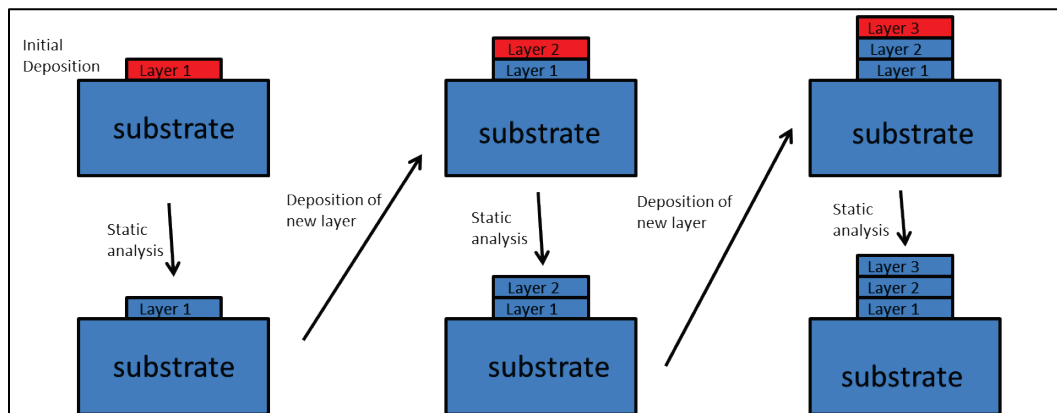 Initial
Deposition
Layer 1
substrate
Static
analysis
Layer 1
substrate
Deposition of
new layer
Layer 2
Layer 1
substrate
Static
analysis
Layer 2
Layer 1
substrate
Deposition of
new layer
Layer 3
Layer 2
Layer 1
substrate
Static
analysis
Layer 3
Layer 2
Layer 1
substrate